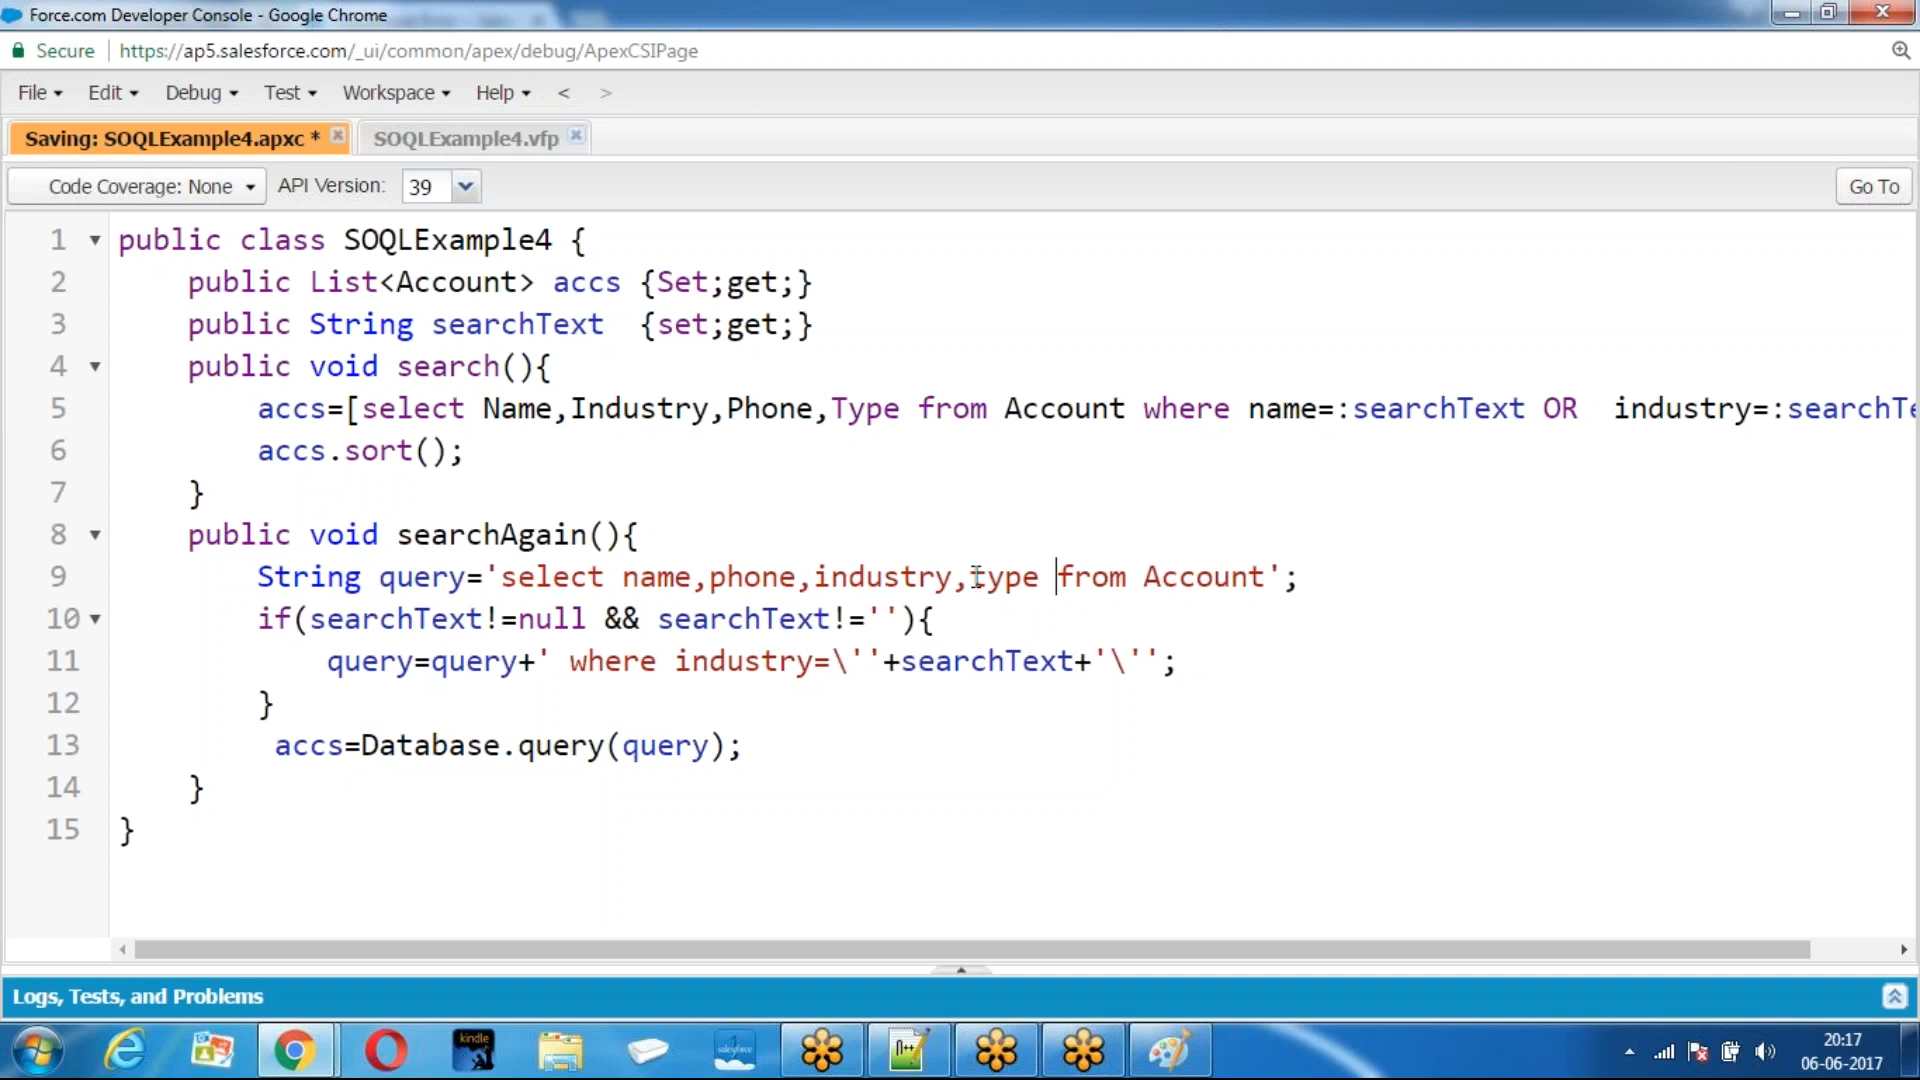 Force.com Developer Console - Google Chrome
Secure https://ap5.salesforce.com/_ui/common/apex/debug/ApexCSIPage
File Edit Debug Test Workspace Help < >
Saving: SOQLExample4.apxc * SOQLExample4.vfp
Code Coverage: None API Version: 39 Go To
1 public class SOQLExample4 {
2 public List<Account> accs {Set;get;}
3 public String searchText {set;get;}
4 public void search(){
5 accs=[select Name,Industry,Phone,Type from Account where name=:searchText OR industry=:searchTe
6 accs.sort();
7 }
8 public void searchAgain(){
9 String query='select name,phone,industry,type from Account';
10 if(searchText!=null && searchText!=''){
11 query=query+' where industry=\''+searchText+'\'';
12 }
13 accs=Database.query(query);
14 }
15 }
Logs, Tests, and Problems
kindle
salesforce
20:17
06-06-2017